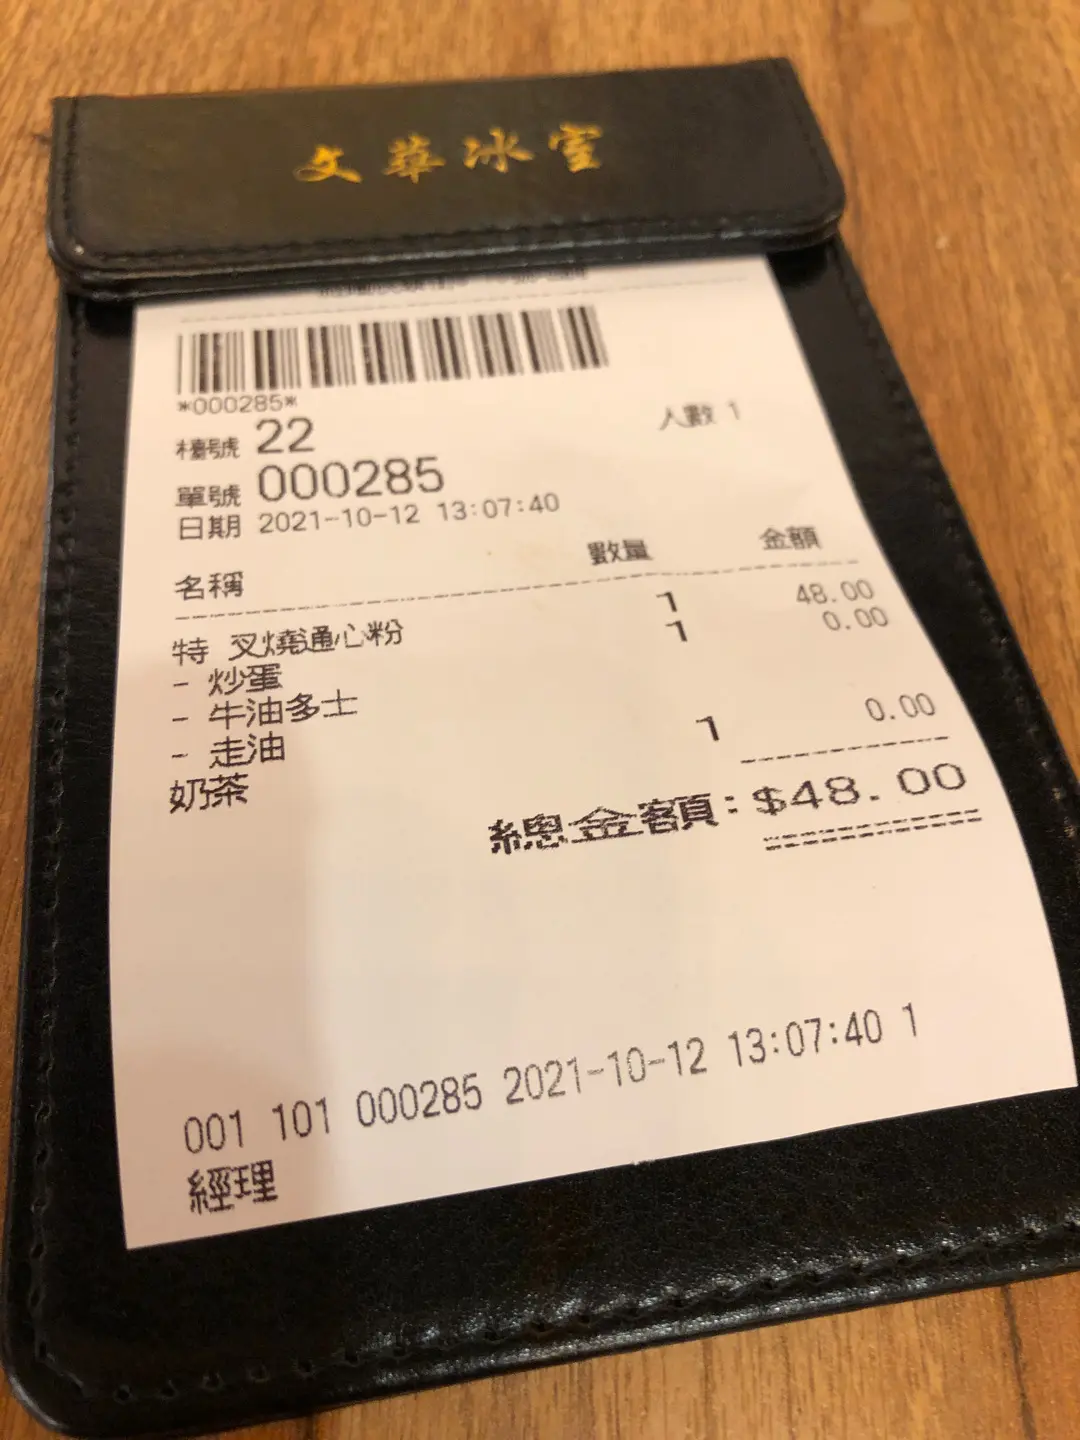 文華冰室
*000285*
檯號 22 人數 1
單號 000285
日期 2021-10-12 13:07:40
名稱 數量 金額
特 叉燒通心粉 1 48.00
- 炒蛋 1 0.00
- 牛油多士
- 走油
奶茶 1 0.00
總金額: $48.00
001 101 000285 2021-10-12 13:07:40 1
經理